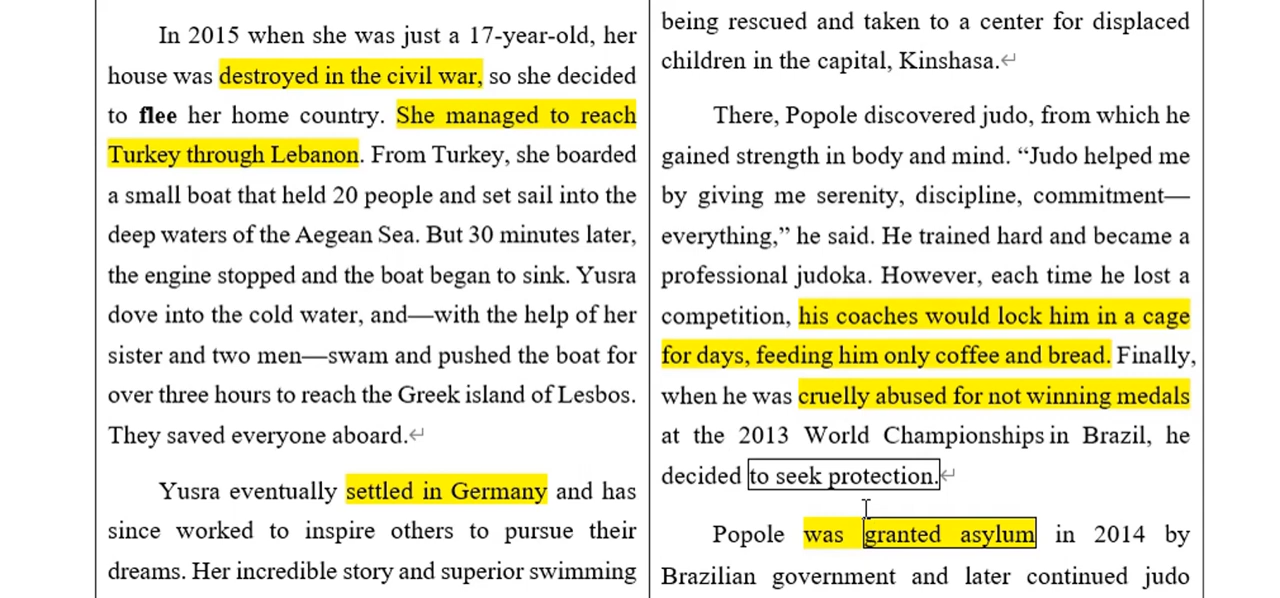 In 2015 when she was just a 17-year-old, her
house was destroyed in the civil war, so she decided
to flee her home country. She managed to reach
Turkey through Lebanon. From Turkey, she boarded
a small boat that held 20 people and set sail into the
deep waters of the Aegean Sea. But 30 minutes later,
the engine stopped and the boat began to sink. Yusra
dove into the cold water, and—with the help of her
sister and two men—swam and pushed the boat for
over three hours to reach the Greek island of Lesbos.
They saved everyone aboard.
Yusra eventually settled in Germany and has
since worked to inspire others to pursue their
dreams. Her incredible story and superior swimming
being rescued and taken to a center for displaced
children in the capital, Kinshasa.
There, Popole discovered judo, from which he
gained strength in body and mind. “Judo helped me
by giving me serenity, discipline, commitment—
everything,” he said. He trained hard and became a
professional judoka. However, each time he lost a
competition, his coaches would lock him in a cage
for days, feeding him only coffee and bread. Finally,
when he was cruelly abused for not winning medals
at the 2013 World Championships in Brazil, he
decided to seek protection.
Popole was granted asylum in 2014 by
Brazilian government and later continued judo